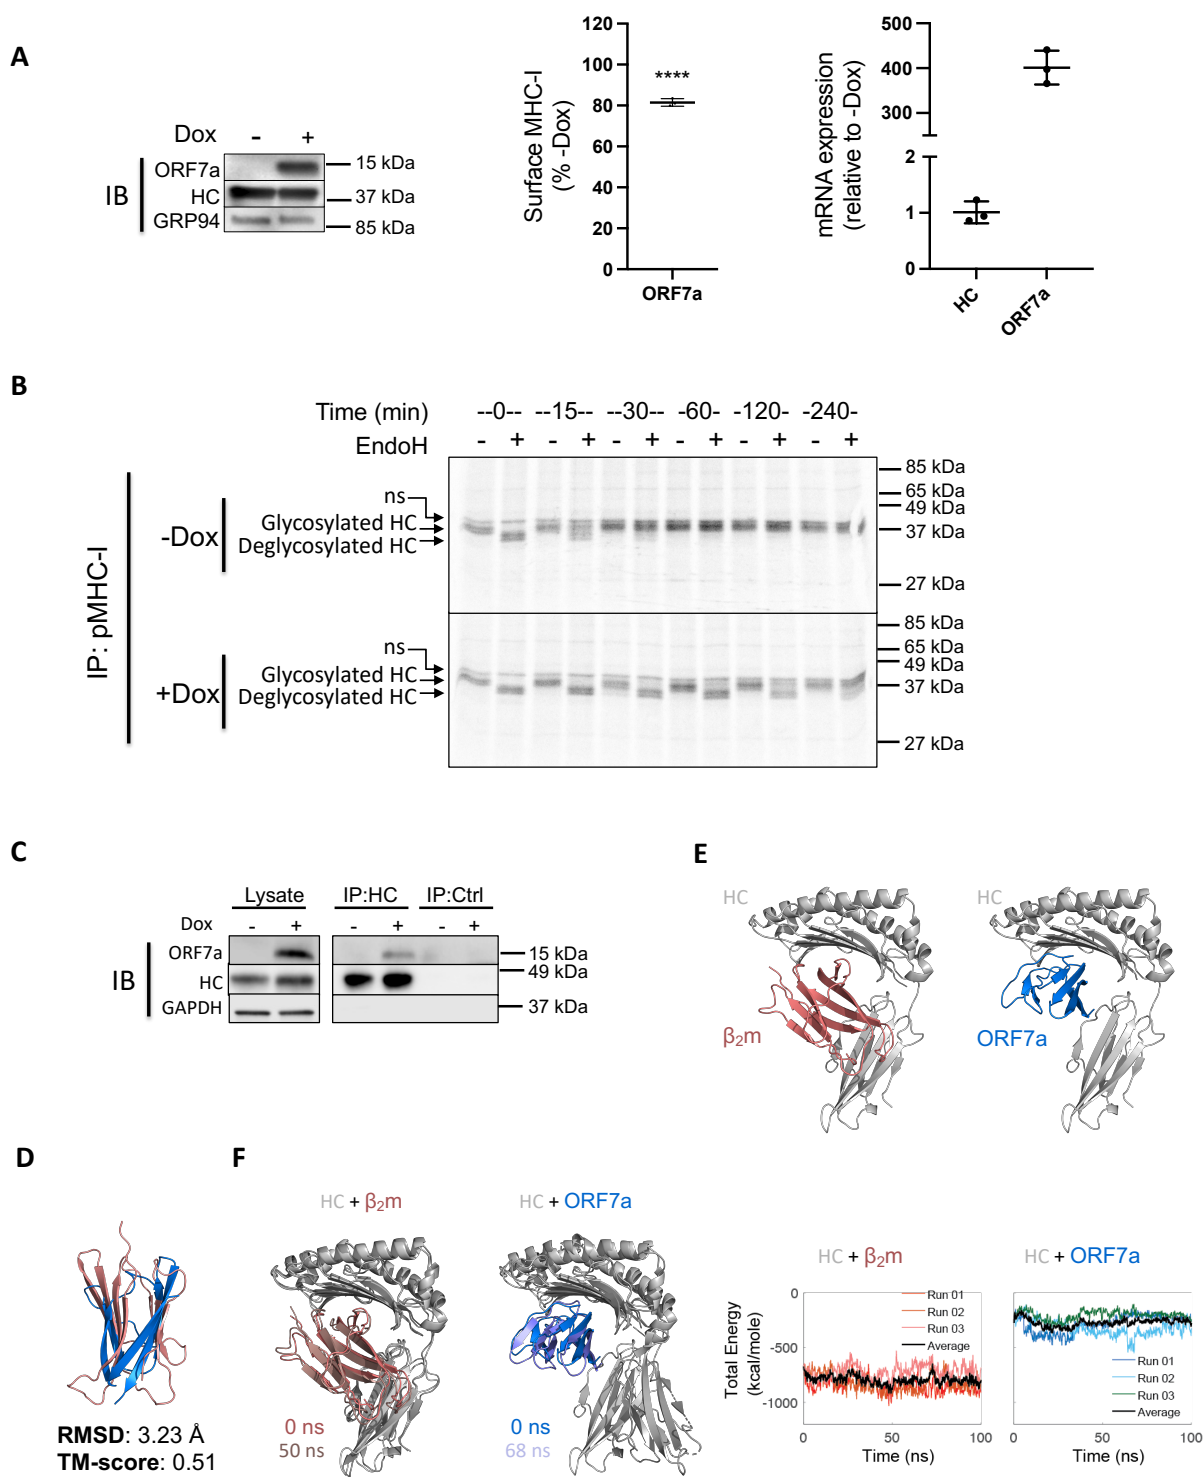 A
Dox - +
IB
ORF7a
HC
GRP94
15 kDa
37 kDa
85 kDa
Surface MHC-I
(% -Dox)
120
100
80
60
40
20
0
****
ORF7a
mRNA expression
(relative to -Dox)
500
400
300
2
1
0
HC
ORF7a
B
Time (min) --0-- --15-- --30-- -60- -120- -240-
EndoH - + - + - + - + - + - +
IP: pMHC-I
-Dox
ns
Glycosylated HC
Deglycosylated HC
85 kDa
65 kDa
49 kDa
37 kDa
27 kDa
+Dox
ns
Glycosylated HC
Deglycosylated HC
85 kDa
65 kDa
49 kDa
37 kDa
27 kDa
C
Lysate IP:HC IP:Ctrl
Dox - + - + - +
IB
ORF7a
HC
GAPDH
15 kDa
49 kDa
37 kDa
E
HC
β₂m
HC
ORF7a
D
RMSD: 3.23 Å
TM-score: 0.51
F
HC + β₂m
0 ns
50 ns
HC + ORF7a
0 ns
68 ns
HC + β₂m
Total Energy
(kcal/mole)
0
-500
-1000
Run 01
Run 02
Run 03
Average
0 50 100
Time (ns)
HC + ORF7a
Run 01
Run 02
Run 03
Average
0 50 100
Time (ns)